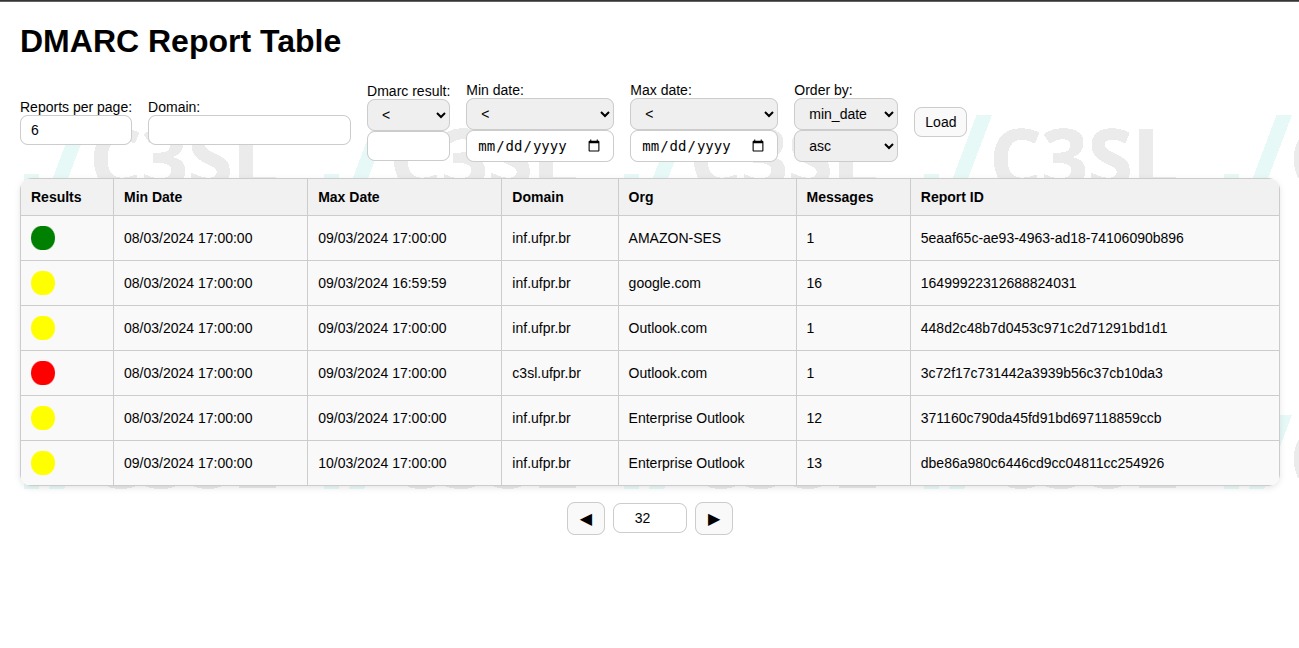 DMARC Report Table
Reports per page: Domain: Dmarc result: Min date: Max date: Order by:
< < < min_date
6 Load
mm/dd/yyyy mm/dd/yyyy asc
//C3SL //C3SL //C3SL //C3SL
Results Min Date Max Date Domain Org Messages Report ID
08/03/2024 17:00:00 09/03/2024 17:00:00 inf.ufpr.br AMAZON-SES 1 5eaaf65c-ae93-4963-ad18-74106090b896
08/03/2024 17:00:00 09/03/2024 16:59:59 inf.ufpr.br google.com 16 16499922312688824031
08/03/2024 17:00:00 09/03/2024 17:00:00 inf.ufpr.br Outlook.com 1 448d2c48b7d0453c971c2d71291bd1d1
08/03/2024 17:00:00 09/03/2024 17:00:00 c3sl.ufpr.br Outlook.com 1 3c72f17c731442a3939b56c37cb10da3
08/03/2024 17:00:00 09/03/2024 17:00:00 inf.ufpr.br Enterprise Outlook 12 371160c790da45fd91bd697118859ccb
09/03/2024 17:00:00 10/03/2024 17:00:00 inf.ufpr.br Enterprise Outlook 13 dbe86a980c6446cd9cc04811cc254926
◀ 32 ▶